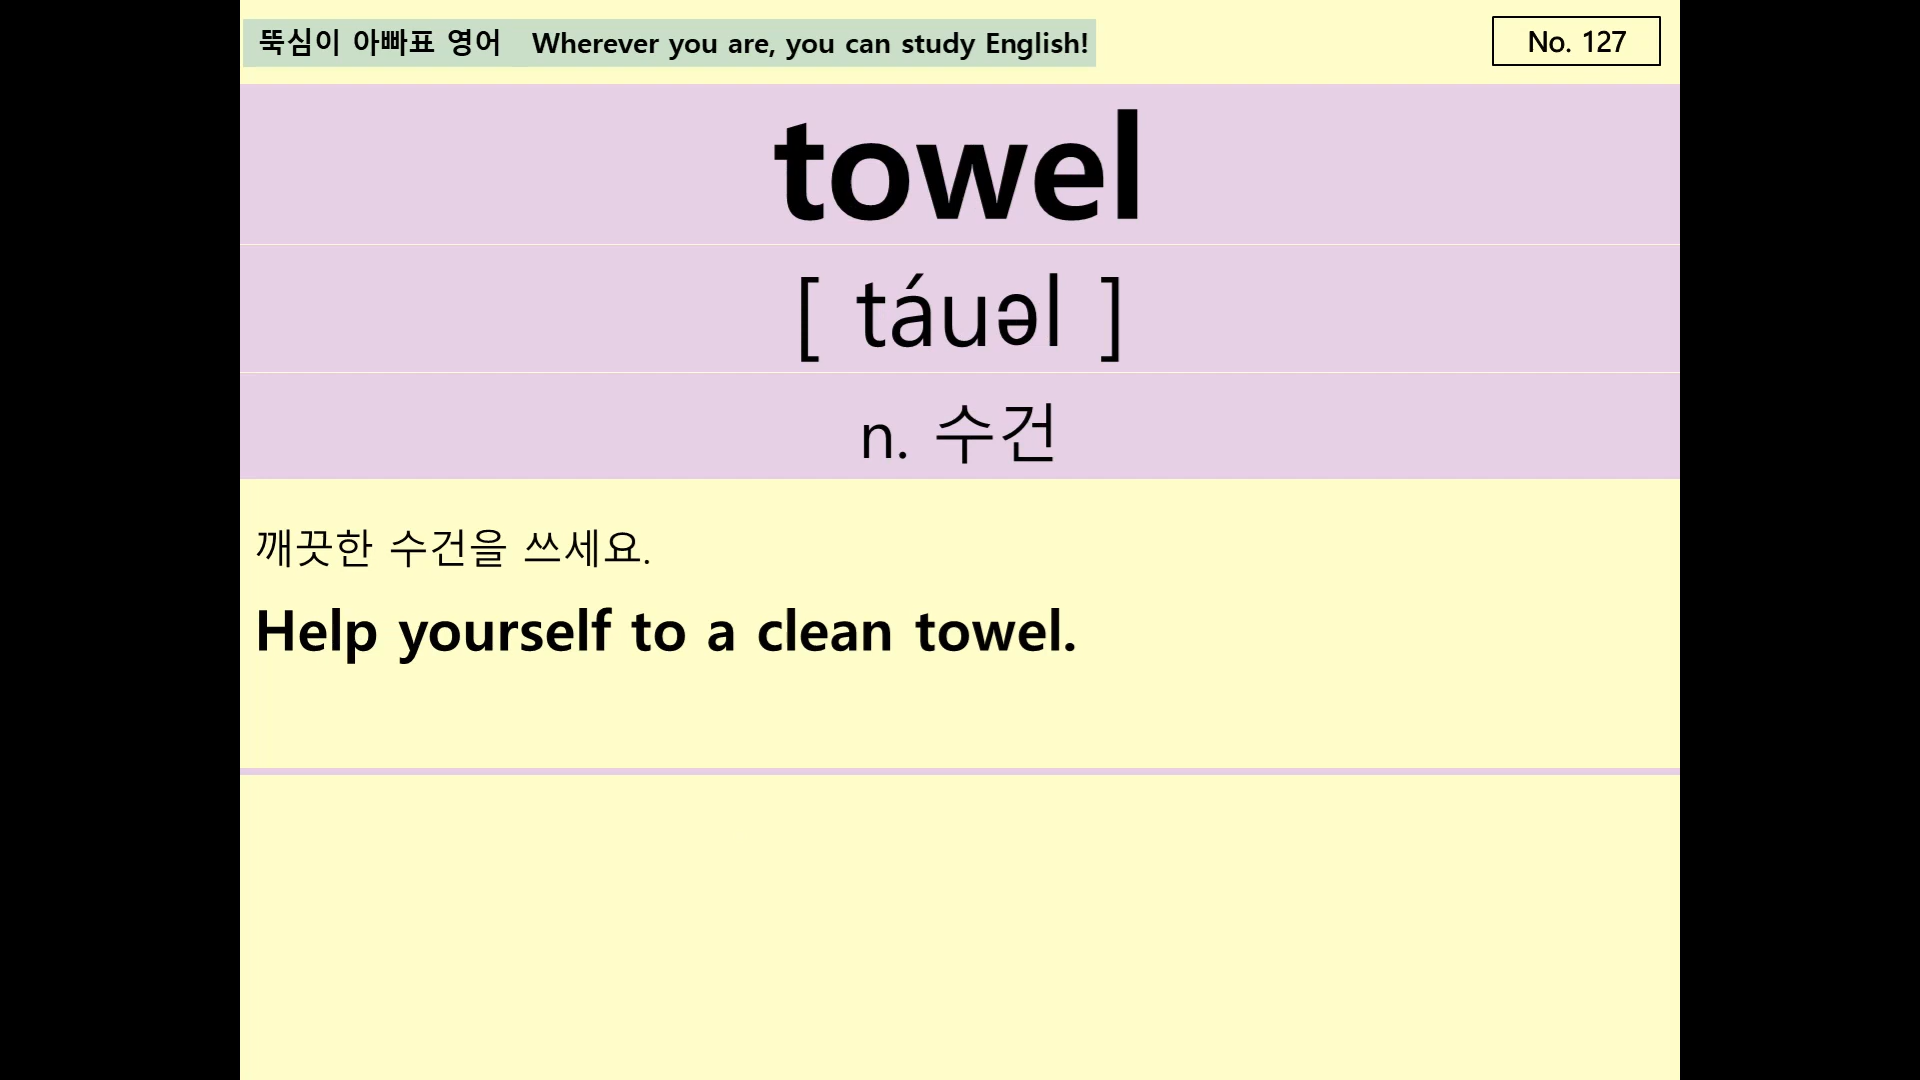 뚝심이 아빠표 영어 Wherever you are, you can study English!
No. 127
towel
[ táuəl ]
n. 수건
깨끗한 수건을 쓰세요.
Help yourself to a clean towel.